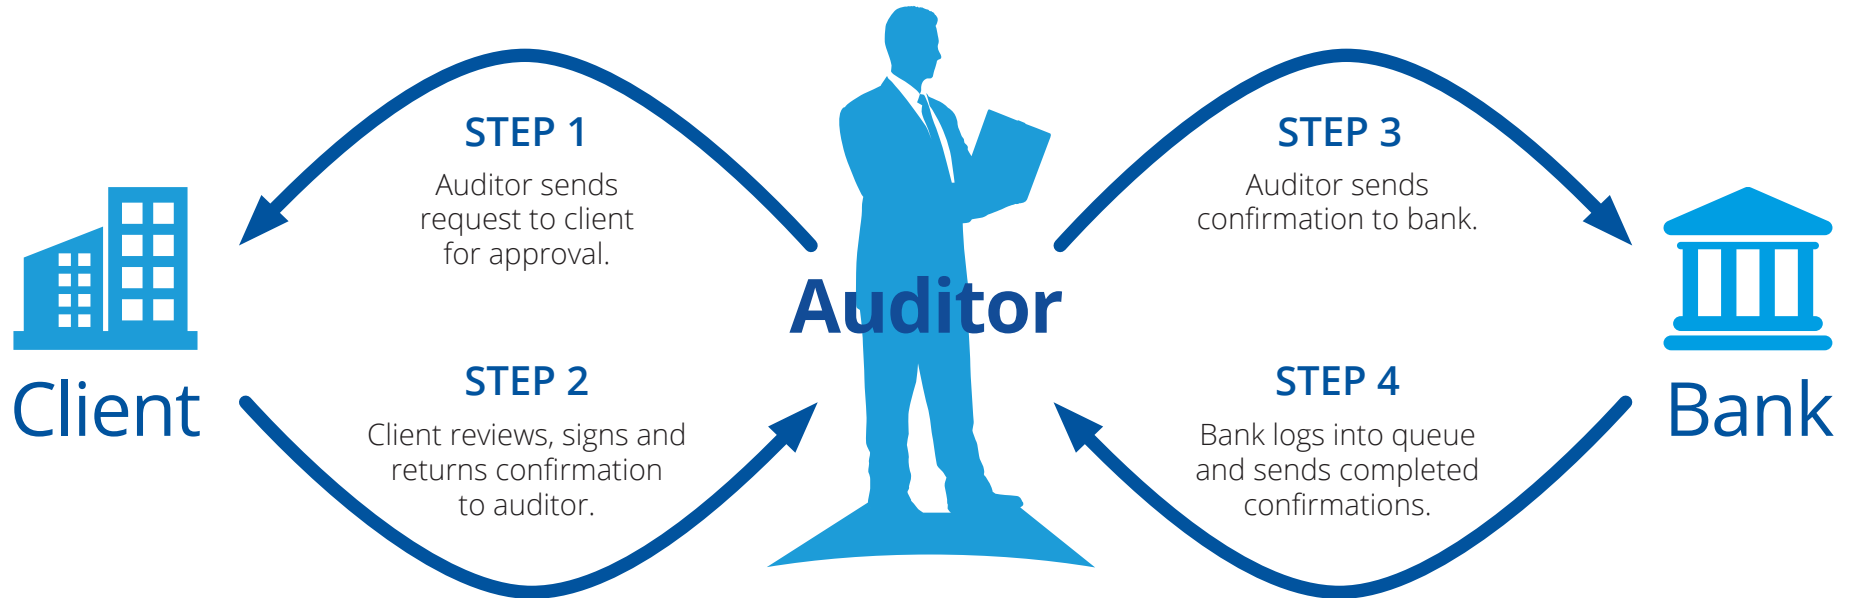 STEP 1
Auditor sends
request to client
for approval.
STEP 3
Auditor sends
confirmation to bank.
Auditor
Client
STEP 2
Client reviews, signs and
returns confirmation
to auditor.
STEP 4
Bank logs into queue
and sends completed
confirmations.
Bank